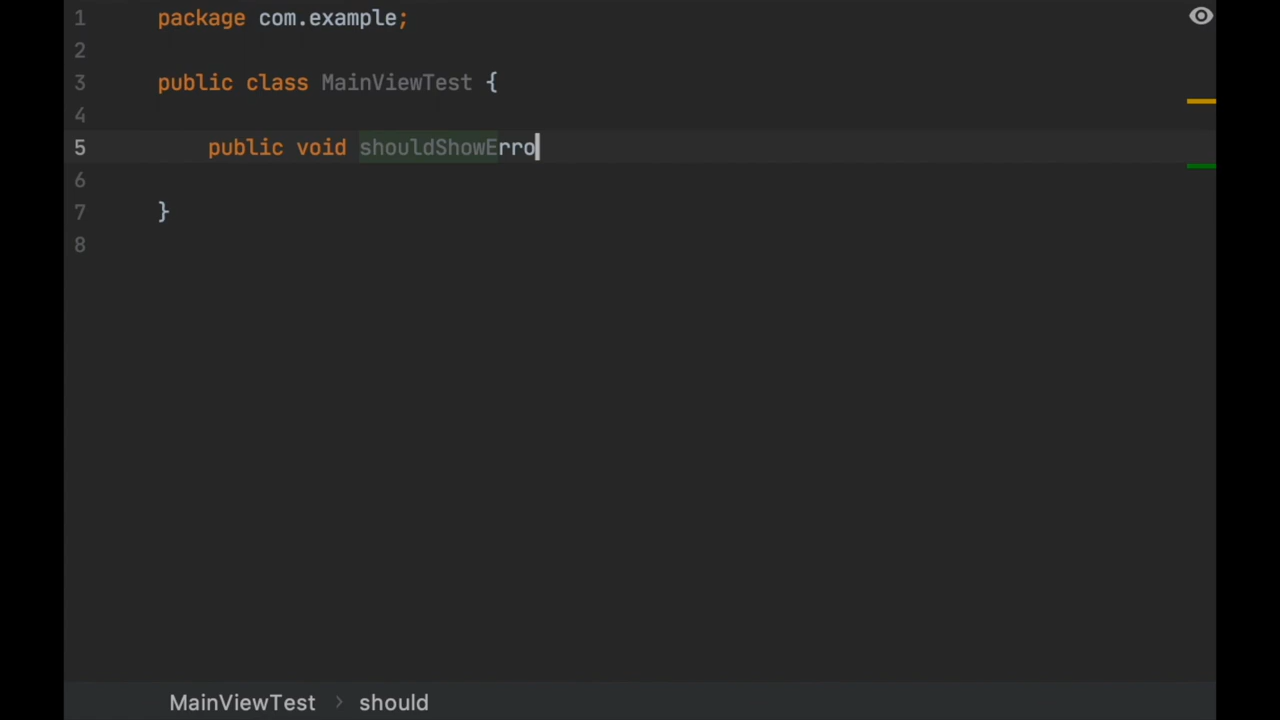 1 package com.example;
2
3 public class MainViewTest {
4
5 public void shouldShowErro
6
7 }
8
MainViewTest > should